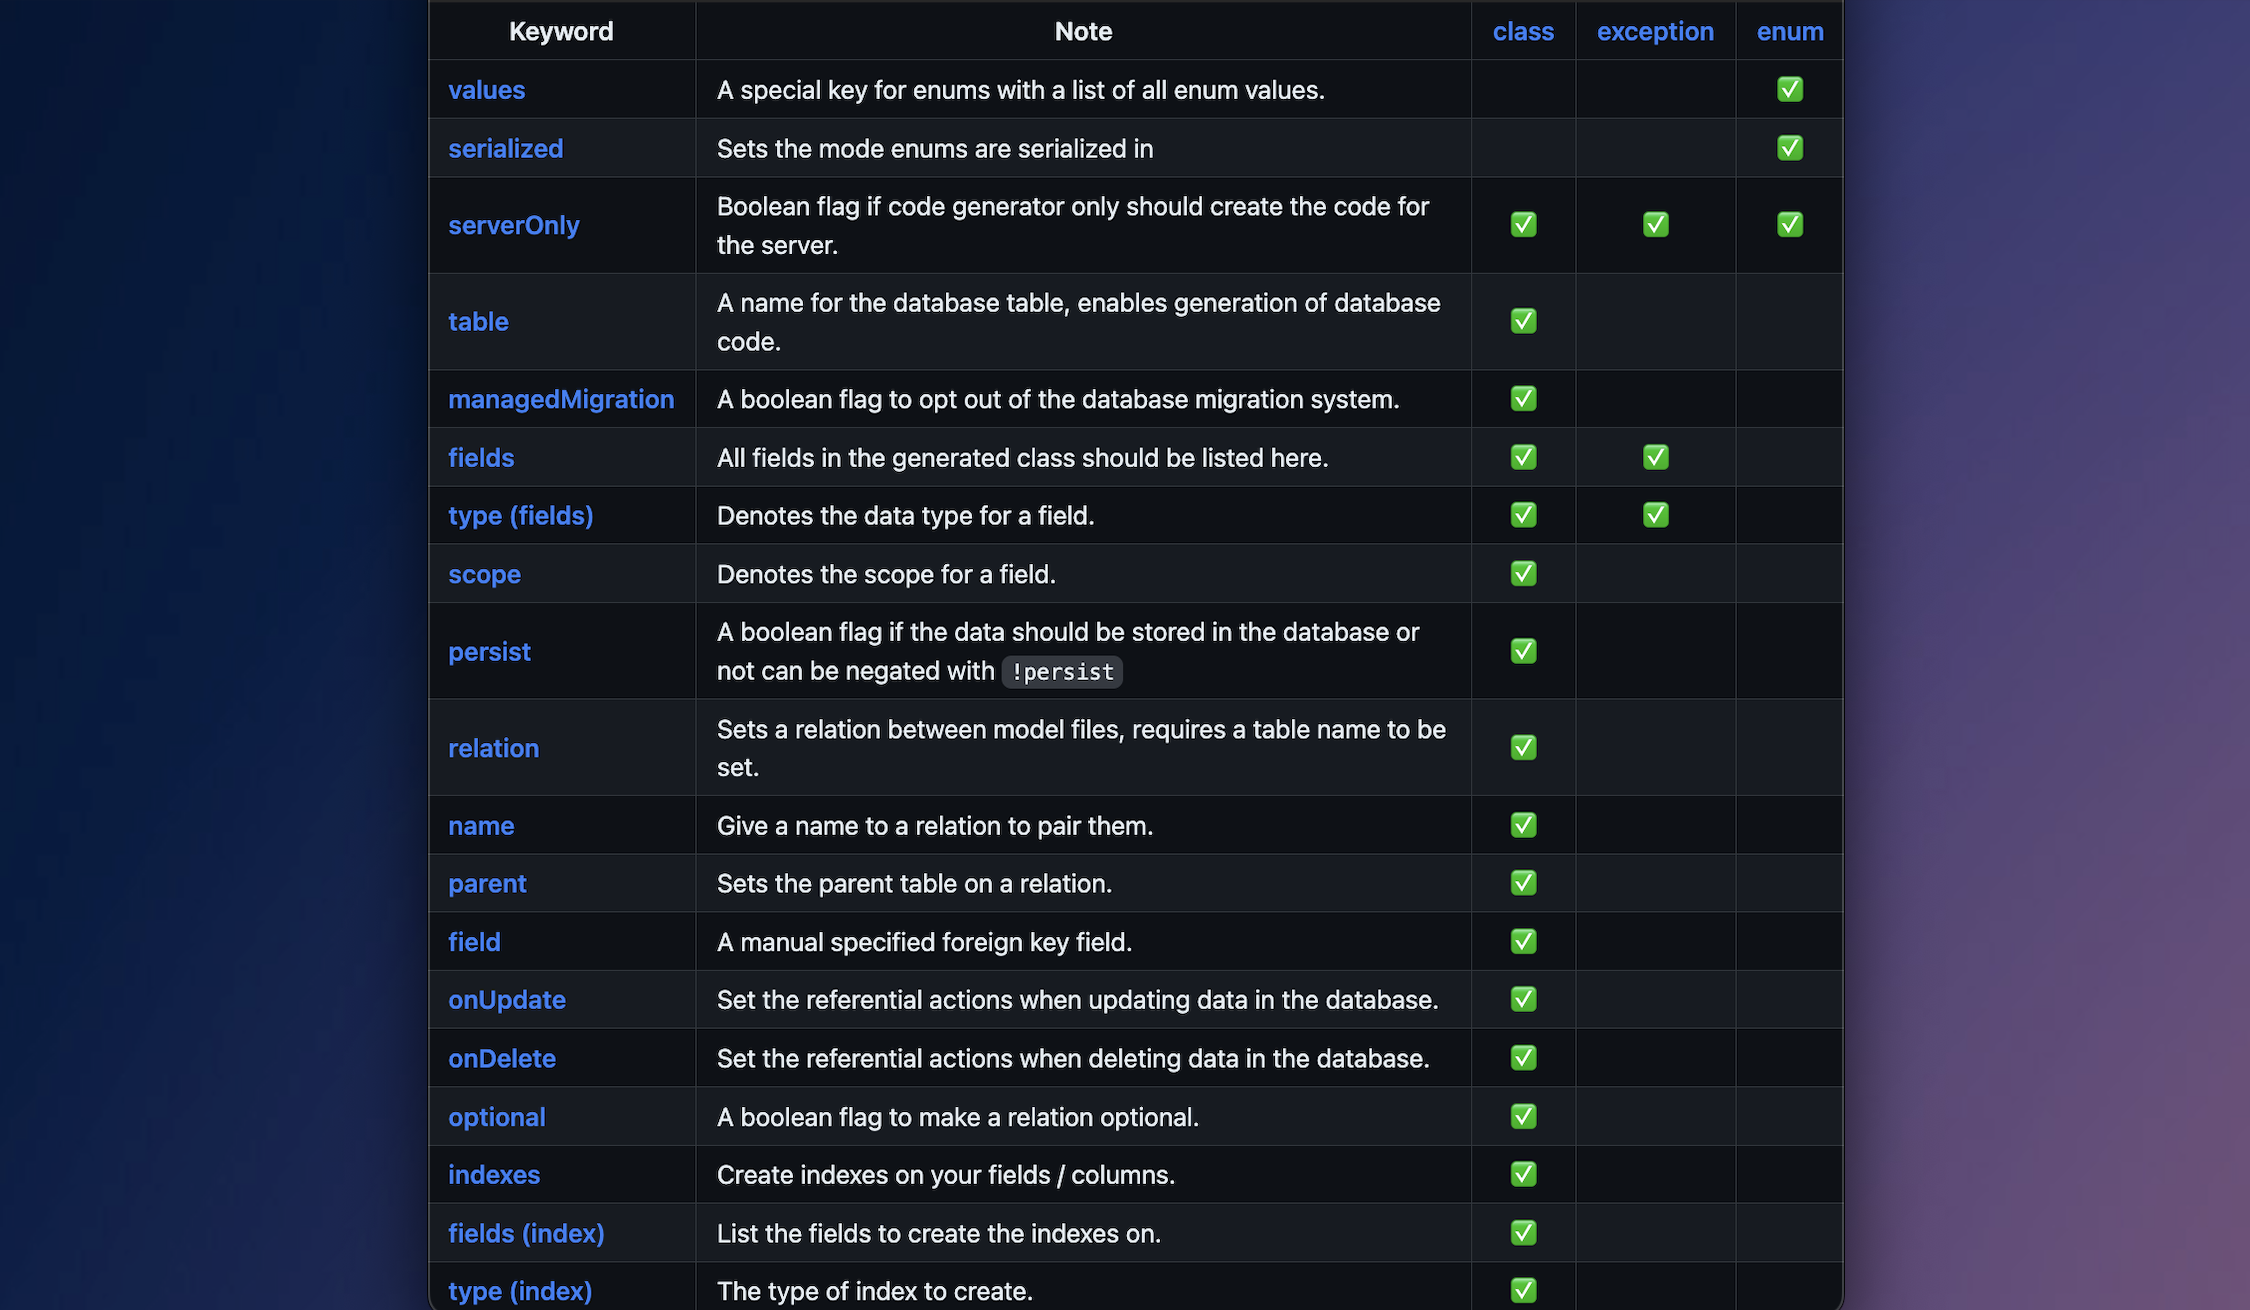 Keyword Note class exception enum
values A special key for enums with a list of all enum values. ✅
serialized Sets the mode enums are serialized in ✅
serverOnly Boolean flag if code generator only should create the code for
the server. ✅ ✅ ✅
table A name for the database table, enables generation of database
code. ✅
managedMigration A boolean flag to opt out of the database migration system. ✅
fields All fields in the generated class should be listed here. ✅ ✅
type (fields) Denotes the data type for a field. ✅ ✅
scope Denotes the scope for a field. ✅
persist A boolean flag if the data should be stored in the database or
not can be negated with !persist ✅
relation Sets a relation between model files, requires a table name to be
set. ✅
name Give a name to a relation to pair them. ✅
parent Sets the parent table on a relation. ✅
field A manual specified foreign key field. ✅
onUpdate Set the referential actions when updating data in the database. ✅
onDelete Set the referential actions when deleting data in the database. ✅
optional A boolean flag to make a relation optional. ✅
indexes Create indexes on your fields / columns. ✅
fields (index) List the fields to create the indexes on. ✅
type (index) The type of index to create. ✅